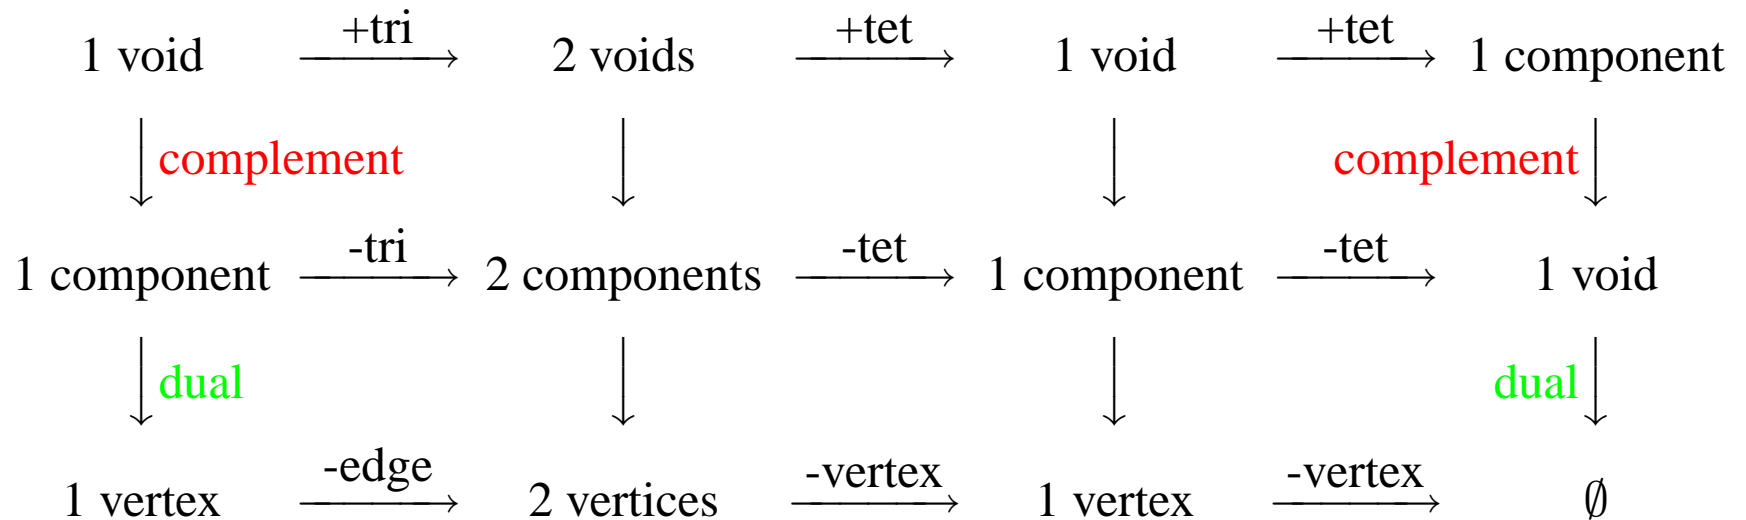 +tri +tet +tet
1 void 2 voids 1 void 1 component
complement complement
-tri -tet -tet
1 component 2 components 1 component 1 void
dual dual
-edge -vertex -vertex
1 vertex 2 vertices 1 vertex ∅